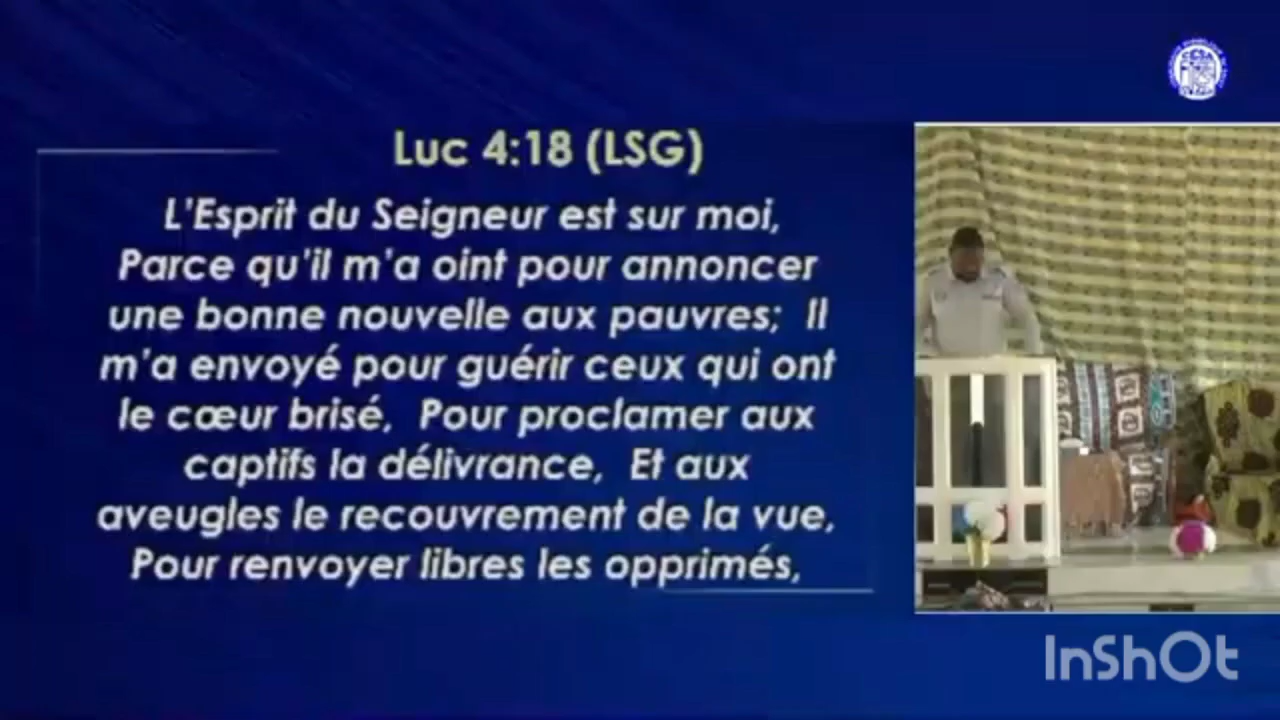 Luc 4:18 (LSG)
L'Esprit du Seigneur est sur moi,
Parce qu'il m'a oint pour annoncer
une bonne nouvelle aux pauvres; Il
m'a envoyé pour guérir ceux qui ont
le cœur brisé, Pour proclamer aux
captifs la délivrance, Et aux
aveugles le recouvrement de la vue,
Pour renvoyer libres les opprimés,
InShOt